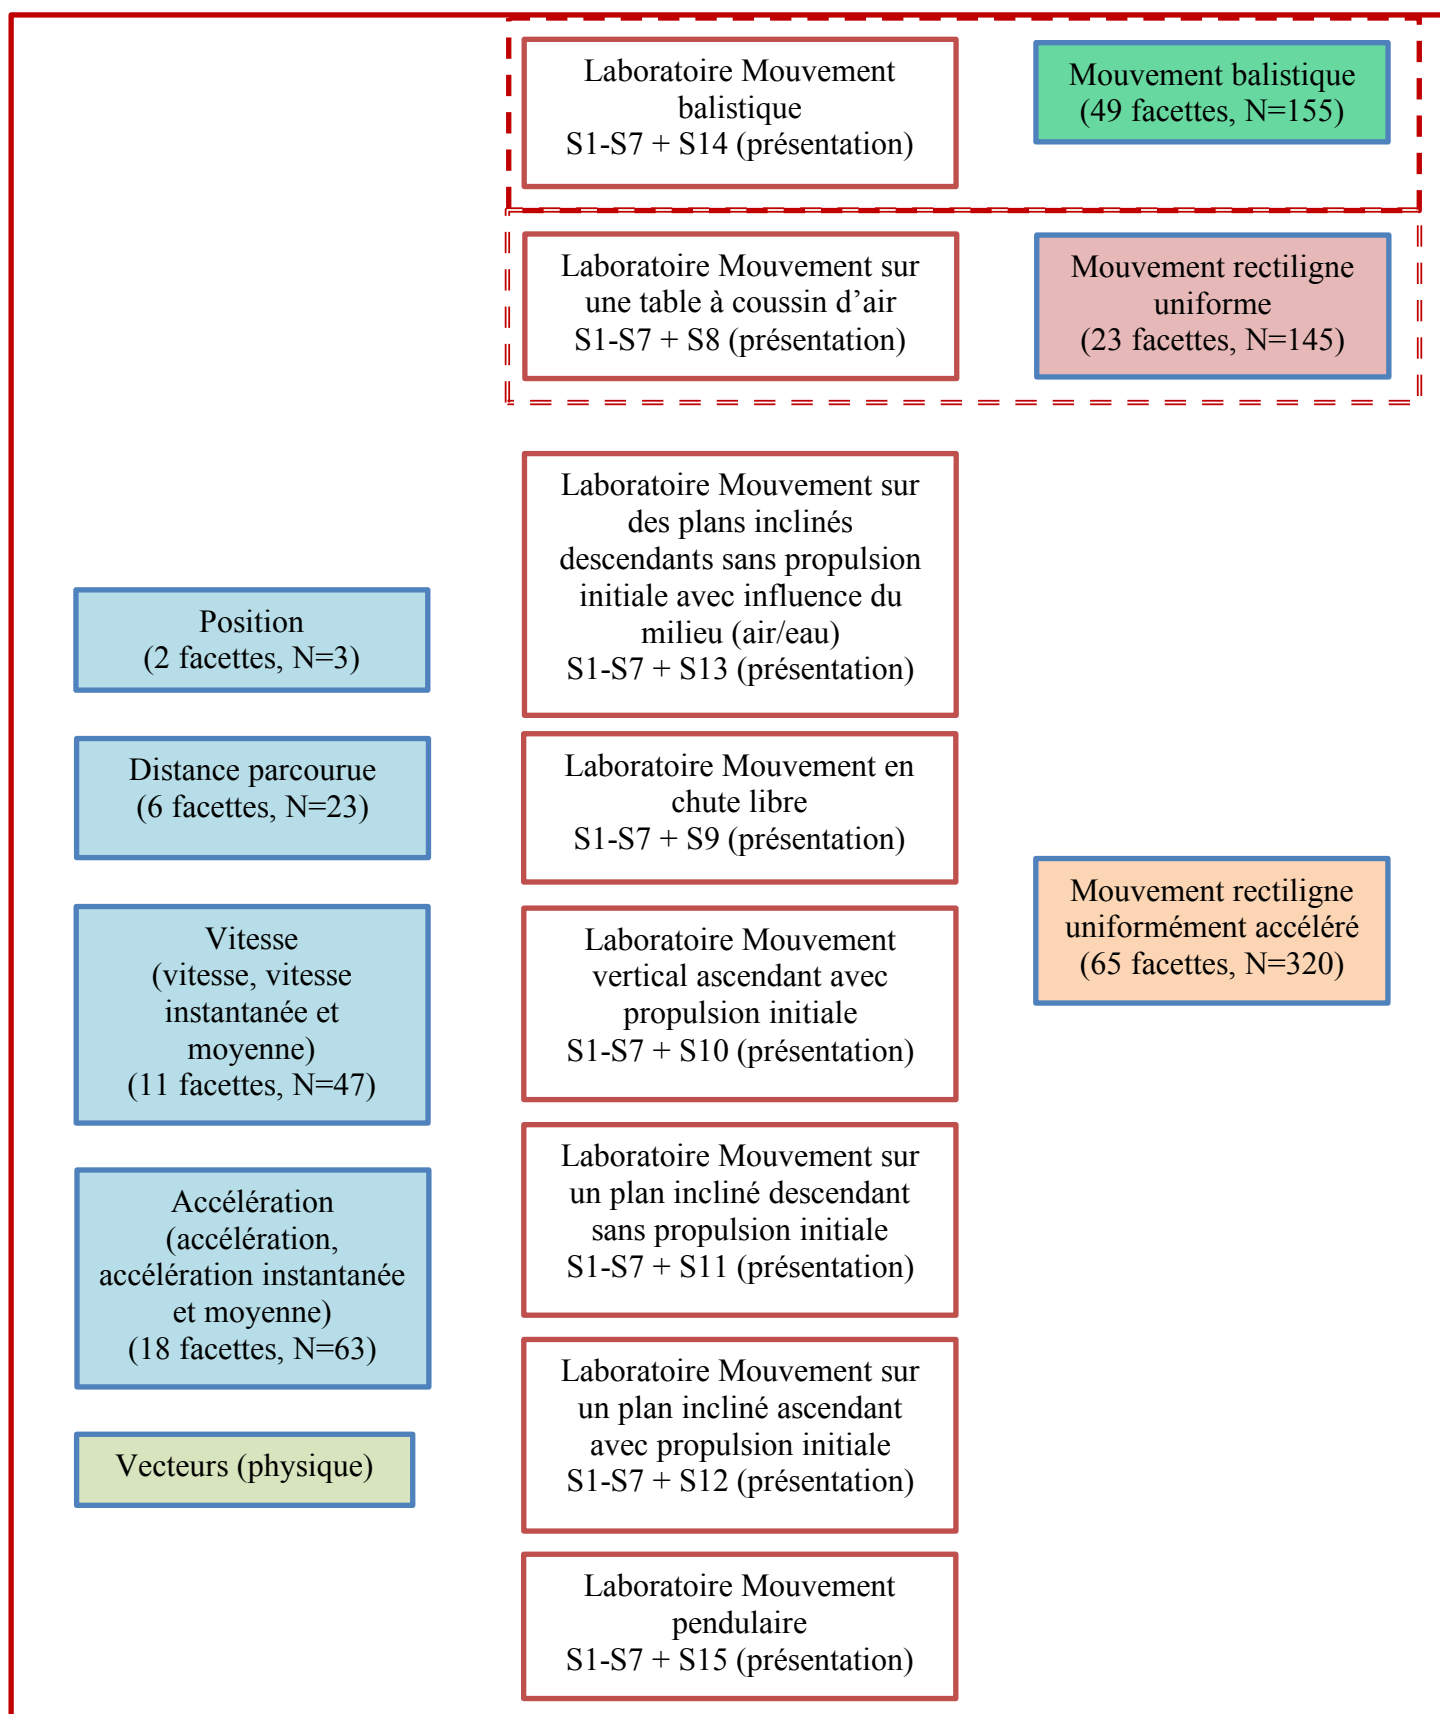 Laboratoire Mouvement
balistique
S1-S7 + S14 (présentation)
Mouvement balistique
(49 facettes, N=155)
Laboratoire Mouvement sur
une table à coussin d’air
S1-S7 + S8 (présentation)
Mouvement rectiligne
uniforme
(23 facettes, N=145)
Position
(2 facettes, N=3)
Distance parcourue
(6 facettes, N=23)
Vitesse
(vitesse, vitesse
instantanée et
moyenne)
(11 facettes, N=47)
Accélération
(accélération,
accélération instantanée
et moyenne)
(18 facettes, N=63)
Vecteurs (physique)
Laboratoire Mouvement sur
des plans inclinés
descendants sans propulsion
initiale avec influence du
milieu (air/eau)
S1-S7 + S13 (présentation)
Laboratoire Mouvement en
chute libre
S1-S7 + S9 (présentation)
Laboratoire Mouvement
vertical ascendant avec
propulsion initiale
S1-S7 + S10 (présentation)
Laboratoire Mouvement sur
un plan incliné descendant
sans propulsion initiale
S1-S7 + S11 (présentation)
Laboratoire Mouvement sur
un plan incliné ascendant
avec propulsion initiale
S1-S7 + S12 (présentation)
Laboratoire Mouvement
pendulaire
S1-S7 + S15 (présentation)
Mouvement rectiligne
uniformément accéléré
(65 facettes, N=320)